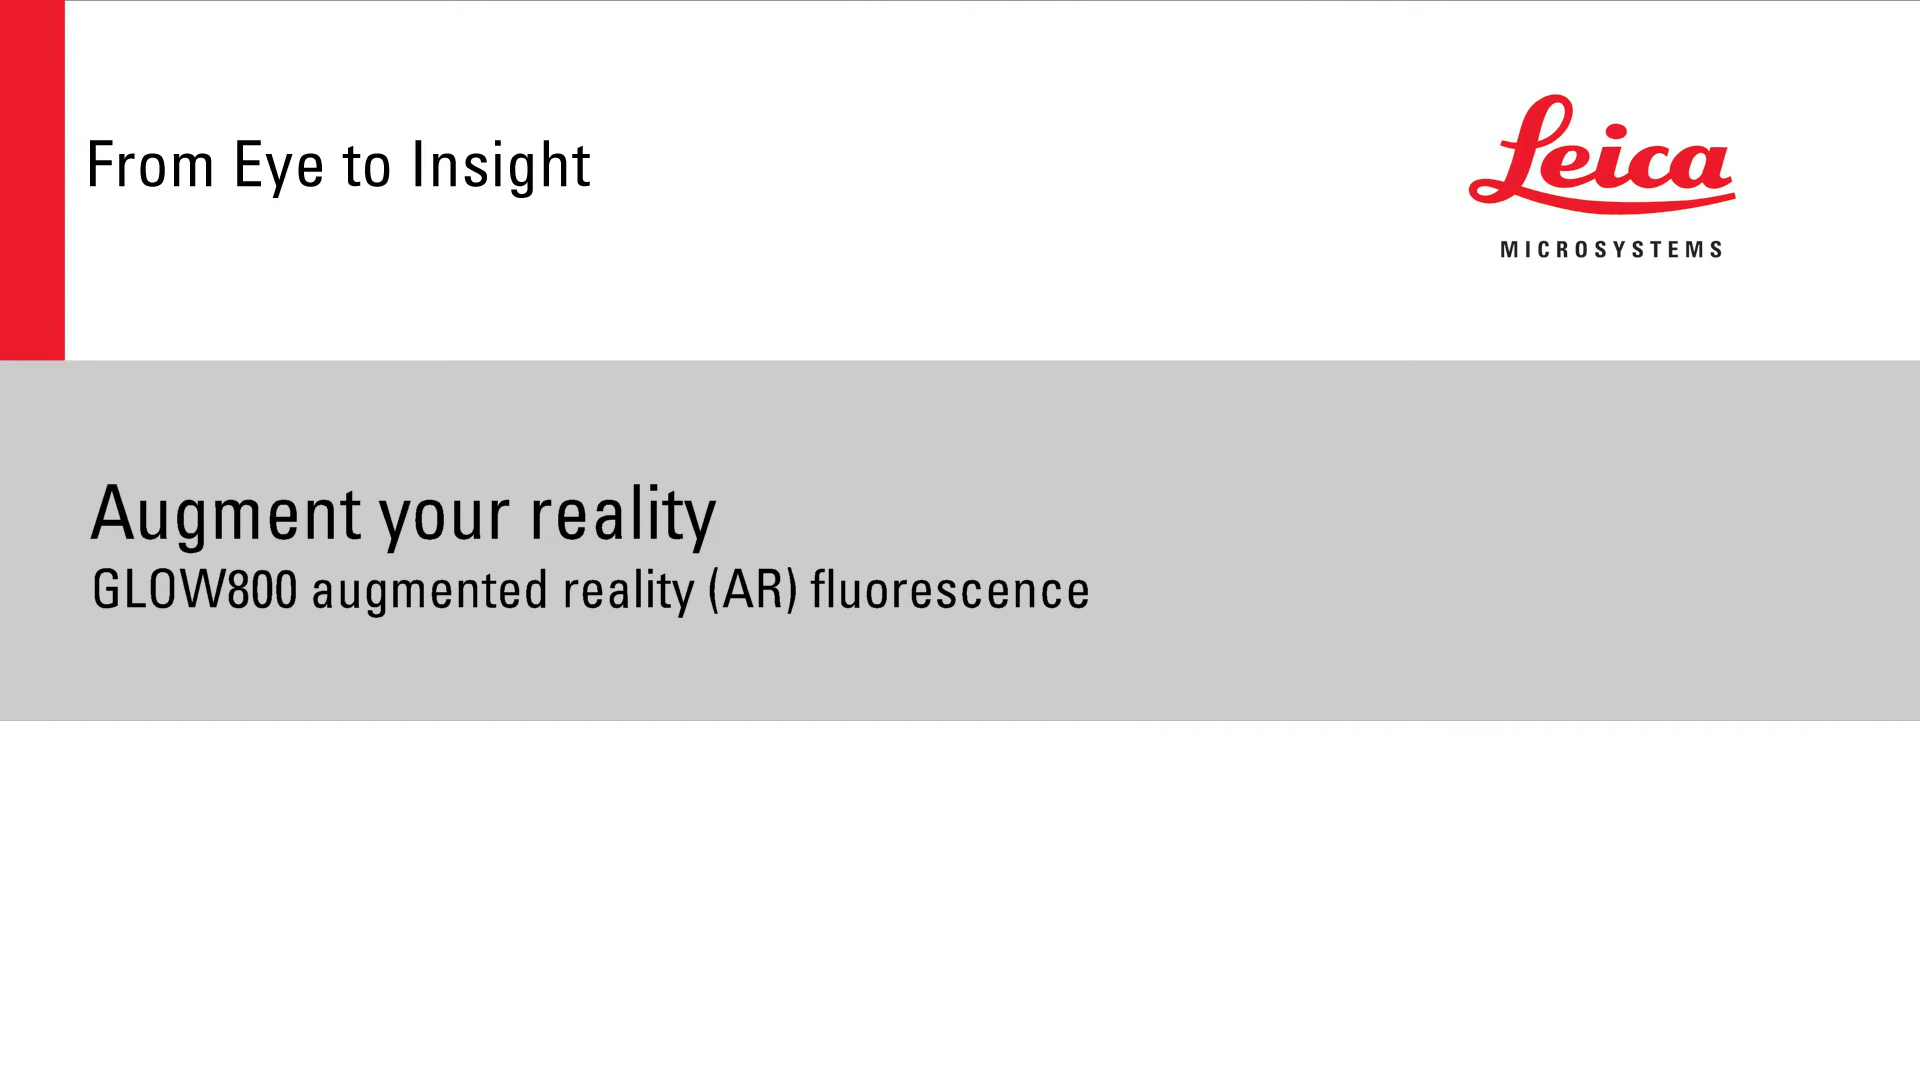 From Eye to Insight
Leica
MICROSYSTEMS
Augment your reality
GLOW800 augmented reality (AR) fluorescence